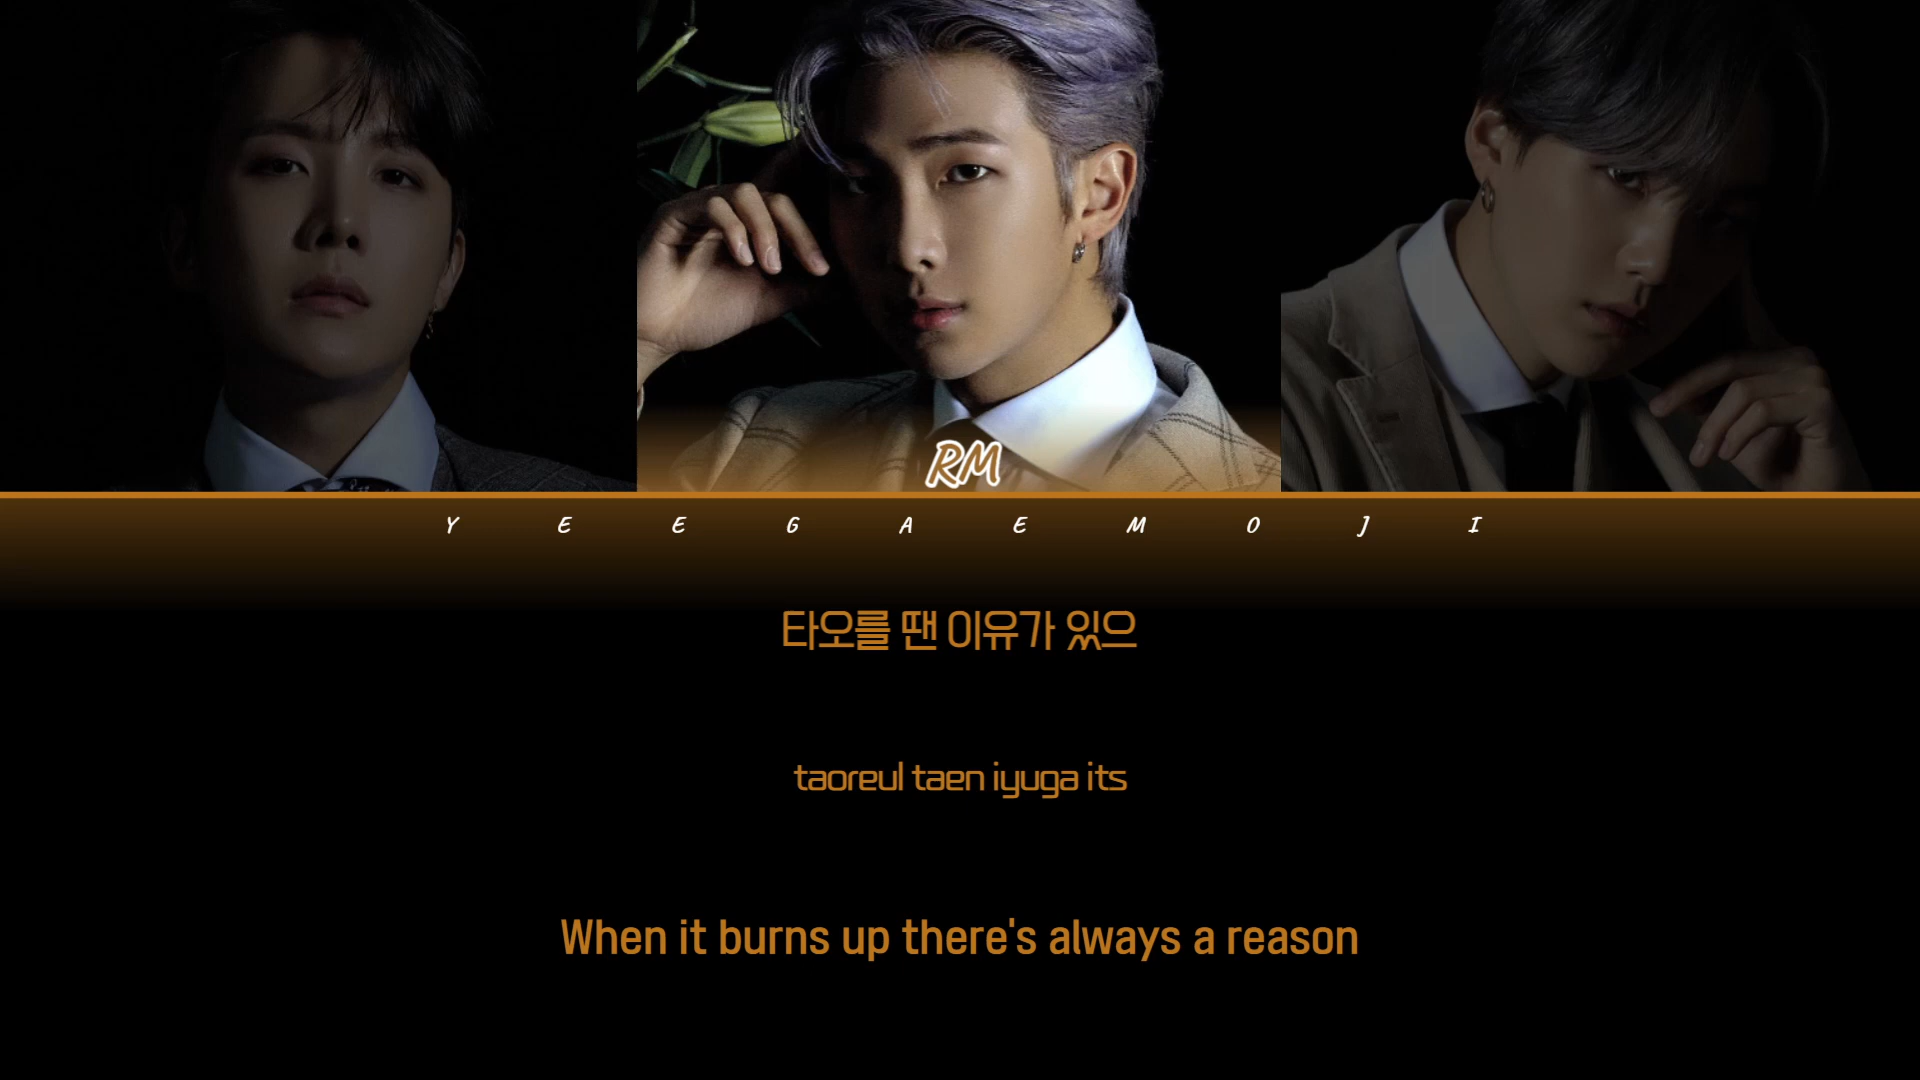 RM
Y E E G A E M O J I
타오를 땐 이유가 있으
taoreul taen iyuga its
When it burns up there's always a reason